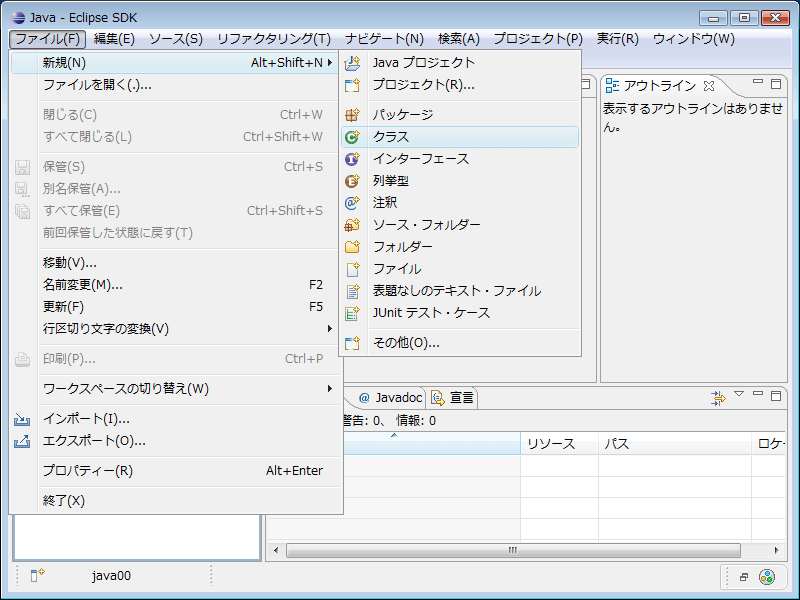 Java - Eclipse SDK
ファイル(F) 編集(E) ソース(S) リファクタリング(T) ナビゲート(N) 検索(A) プロジェクト(P) 実行(R) ウィンドウ(W)
新規(N) Alt+Shift+N
ファイルを開く(.)...
閉じる(C) Ctrl+W
すべて閉じる(L) Ctrl+Shift+W
保管(S) Ctrl+S
別名保管(A)...
すべて保管(E) Ctrl+Shift+S
前回保管した状態に戻す(T)
移動(V)...
名前変更(M)... F2
更新(F) F5
行区切り文字の変換(V)
印刷(P)... Ctrl+P
ワークスペースの切り替え(W)
インポート(I)...
エクスポート(O)...
プロパティー(R) Alt+Enter
終了(X)
Java プロジェクト
プロジェクト(R)...
パッケージ
クラス
インターフェース
列挙型
注釈
ソース・フォルダー
フォルダー
ファイル
表題なしのテキスト・ファイル
JUnit テスト・ケース
その他(O)...
アウトライン
表示するアウトラインはありませ
ん。
@ Javadoc 宣言
警告: 0、 情報: 0
リソース パス ロケ
java00